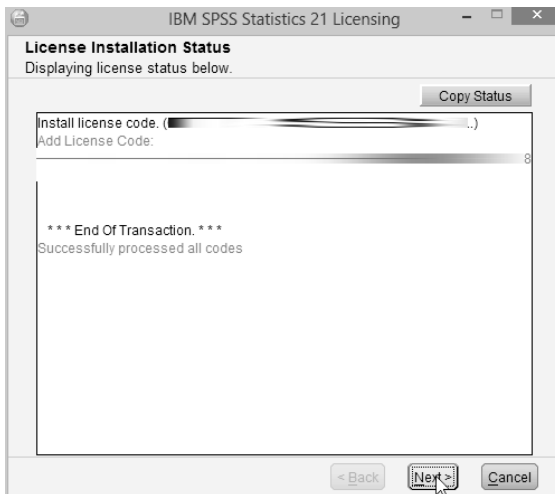 IBM SPSS Statistics 21 Licensing
License Installation Status
Displaying license status below.
Copy Status
Install license code. ( ..)
Add License Code:
8
* * * End Of Transaction. * * *
Successfully processed all codes
< Back Next > Cancel